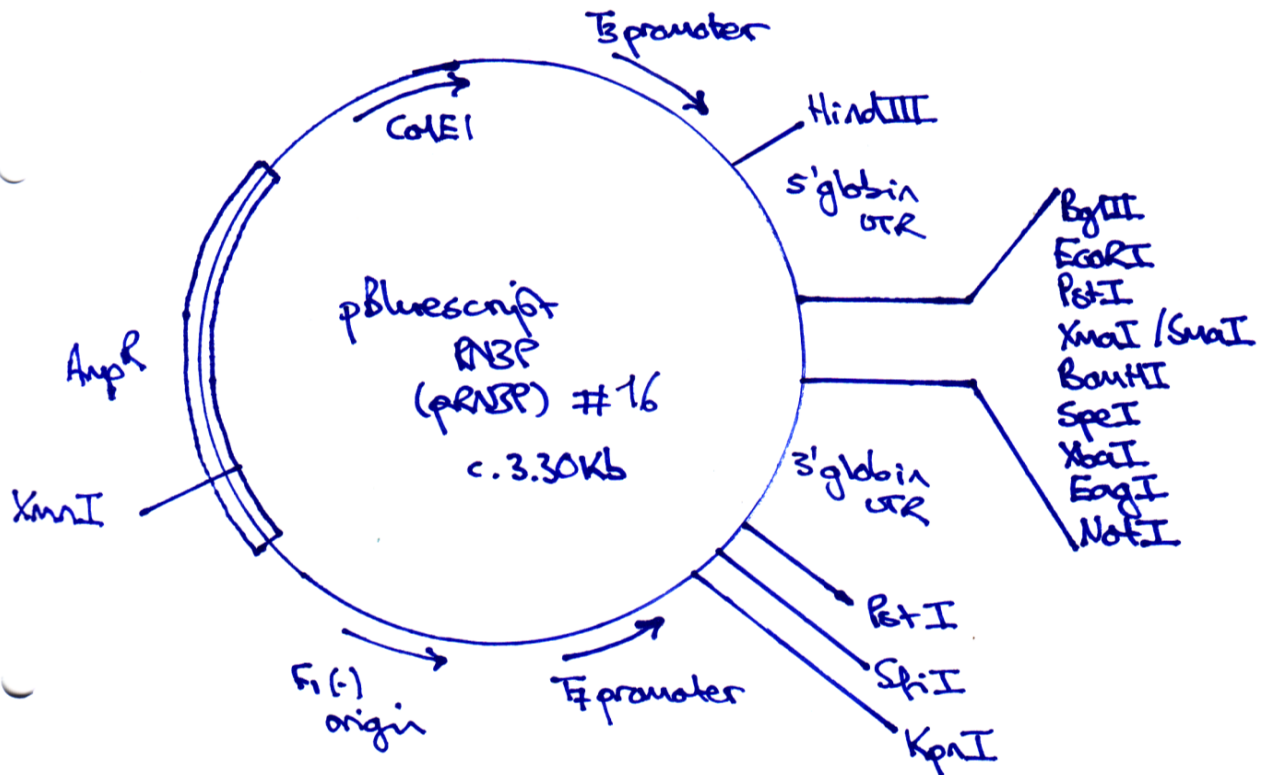 T3 promoter
HindIII
ColE1
5'globin
UTR
BglII
EcoRI
PstI
XmaI / SmaI
BamHI
SpeI
XbaI
EagI
NotI
pBluescript
RN3P
(pRN3P) #16
c. 3.30Kb
AmpR
XmnI
3'globin
UTR
PstI
SfiI
KpnI
T7 promoter
F1 (-)
origin